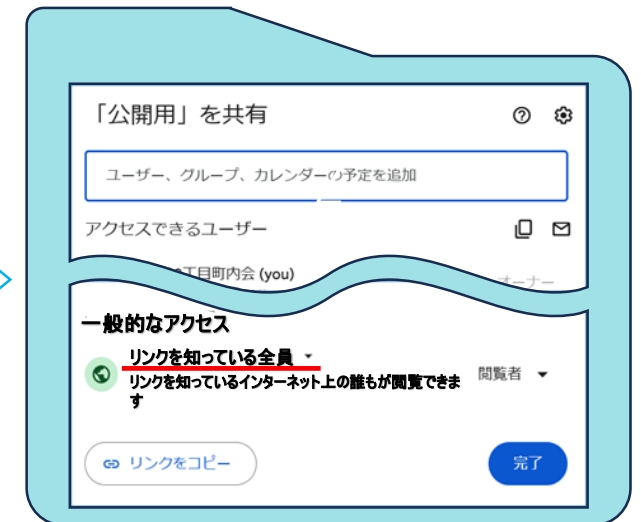 「公開用」を共有
ユーザー、グループ、カレンダーの予定を追加
アクセスできるユーザー
丁目町内会 (you)
オーナー
一般的なアクセス
リンクを知っている全員
リンクを知っているインターネット上の誰もが閲覧できま
す
閲覧者
リンクをコピー
完了